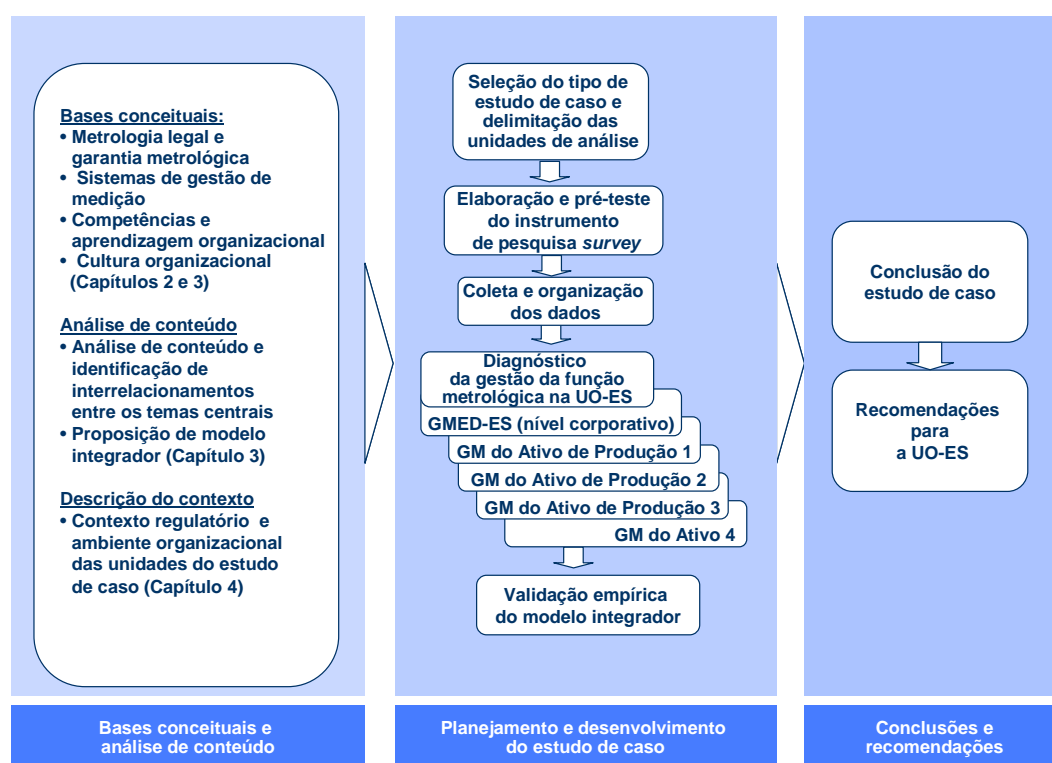 Bases conceituais:
• Metrologia legal e
garantia metrológica
• Sistemas de gestão de
medição
• Competências e
aprendizagem organizacional
• Cultura organizacional
(Capítulos 2 e 3)
Análise de conteúdo
• Análise de conteúdo e
identificação de
interrelacionamentos
entre os temas centrais
• Proposição de modelo
integrador (Capítulo 3)
Descrição do contexto
• Contexto regulatório e
ambiente organizacional
das unidades do estudo
de caso (Capítulo 4)
Bases conceituais e
análise de conteúdo
Seleção do tipo de
estudo de caso e
delimitação das
unidades de análise
Elaboração e pré-teste
do instrumento
de pesquisa survey
Coleta e organização
dos dados
Diagnóstico
da gestão da função
metrológica na UO-ES
GMED-ES (nível corporativo)
GM do Ativo de Produção 1
GM do Ativo de Produção 2
GM do Ativo de Produção 3
GM do Ativo 4
Validação empírica
do modelo integrador
Planejamento e desenvolvimento
do estudo de caso
Conclusão do
estudo de caso
Recomendações
para
a UO-ES
Conclusões e
recomendações